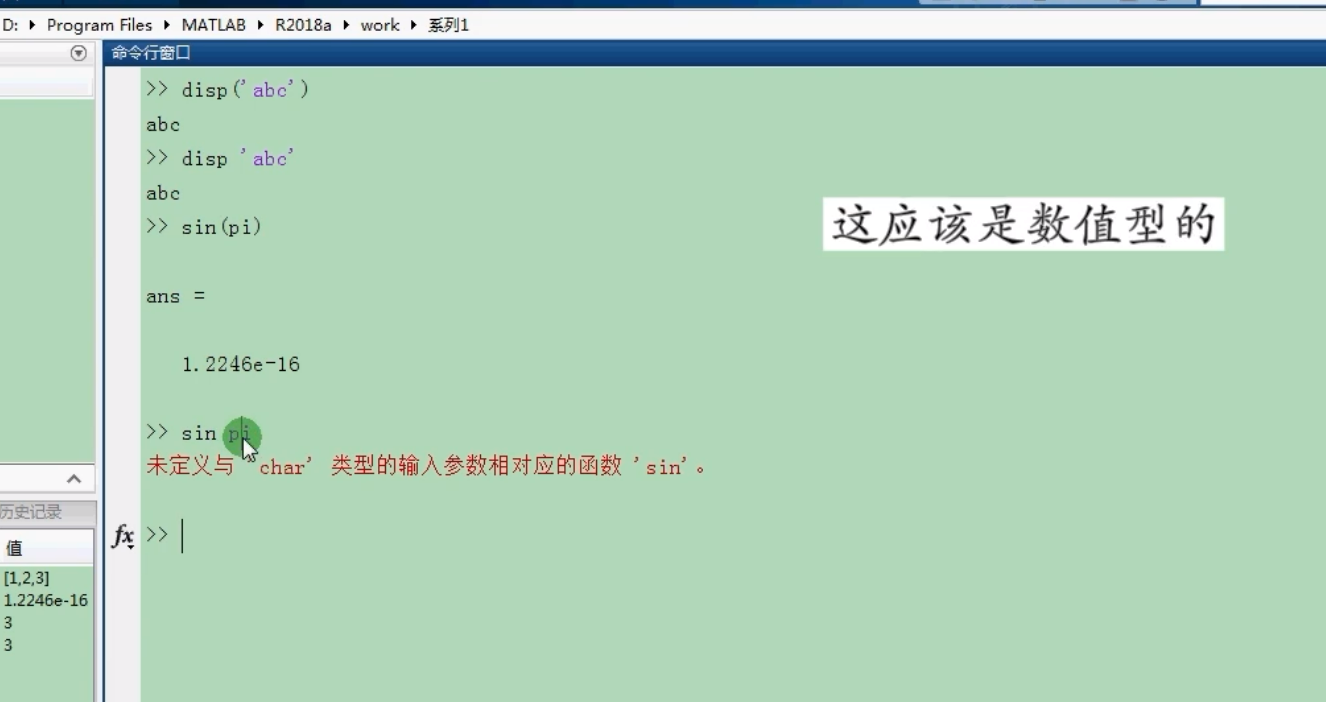 D: ▸ Program Files ▸ MATLAB ▸ R2018a ▸ work ▸ 系列1
命令行窗口
>> disp('abc')
abc
>> disp 'abc'
abc
>> sin(pi)
这应该是数值型的
ans =
1.2246e-16
>> sin pi
未定义与 'char' 类型的输入参数相对应的函数 'sin'。
历史记录
fx >>
值
[1,2,3]
1.2246e-16
3
3